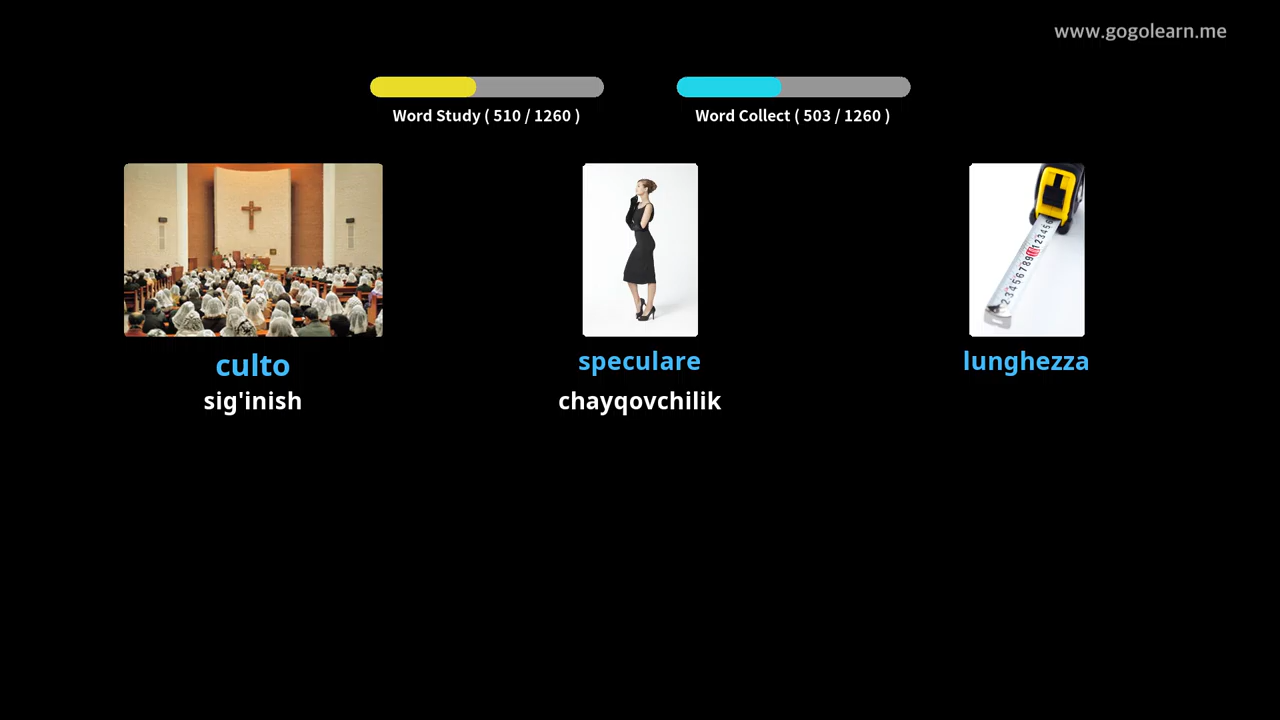 www.gogolearn.me
Word Study ( 510 / 1260 )
Word Collect ( 503 / 1260 )
culto
sig'inish
speculare
chayqovchilik
lunghezza